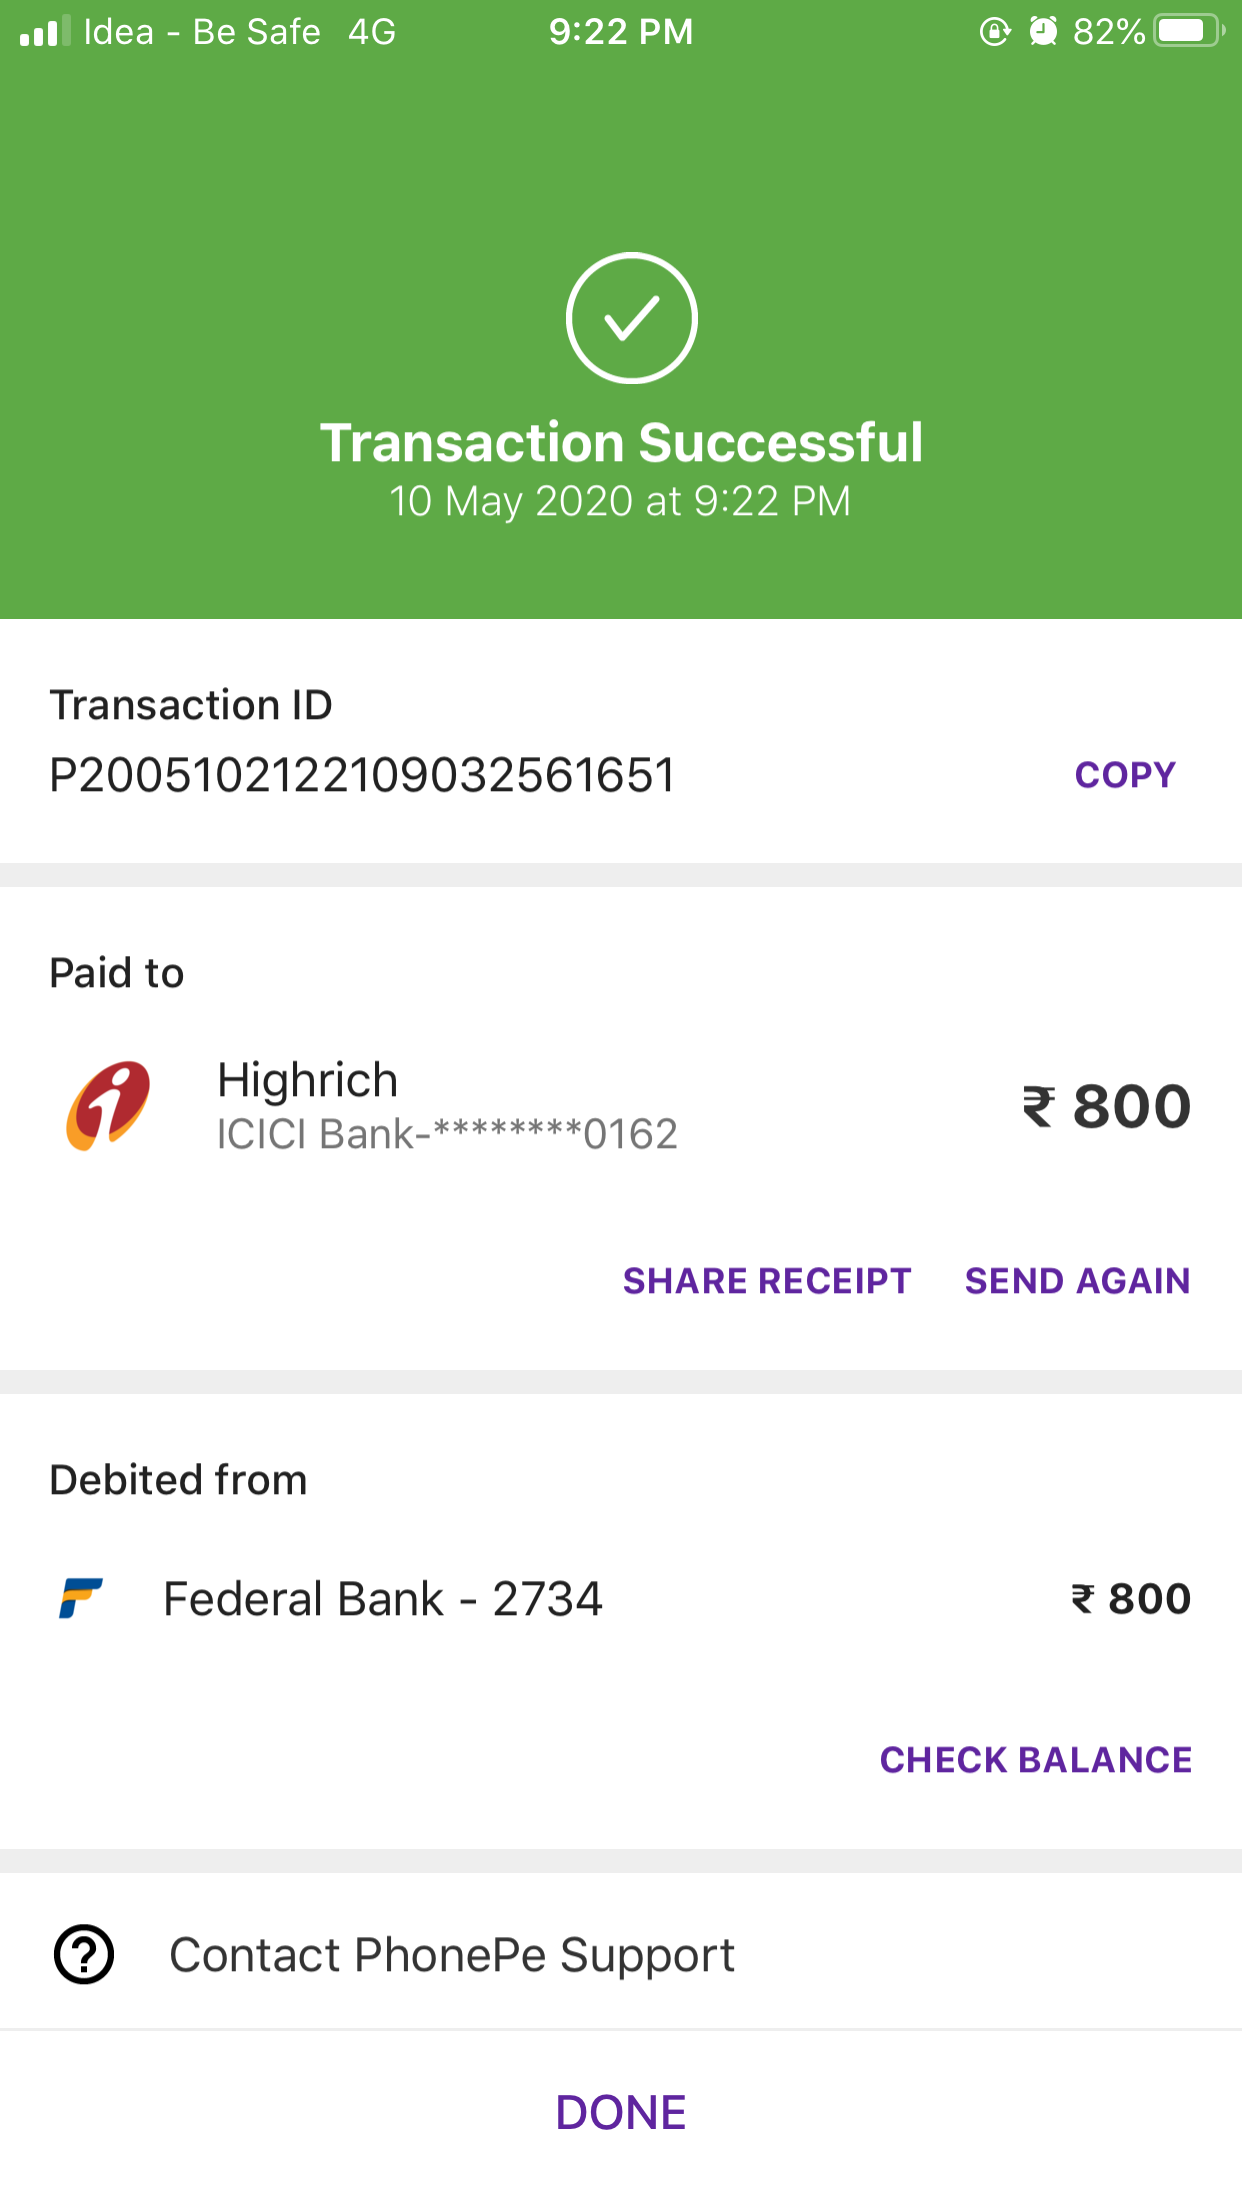 Idea - Be Safe 4G 9:22 PM 82%
Transaction Successful
10 May 2020 at 9:22 PM
Transaction ID
P2005102122109032561651 COPY
Paid to
Highrich
ICICI Bank-********0162
₹ 800
SHARE RECEIPT SEND AGAIN
Debited from
Federal Bank - 2734 ₹ 800
CHECK BALANCE
Contact PhonePe Support
DONE